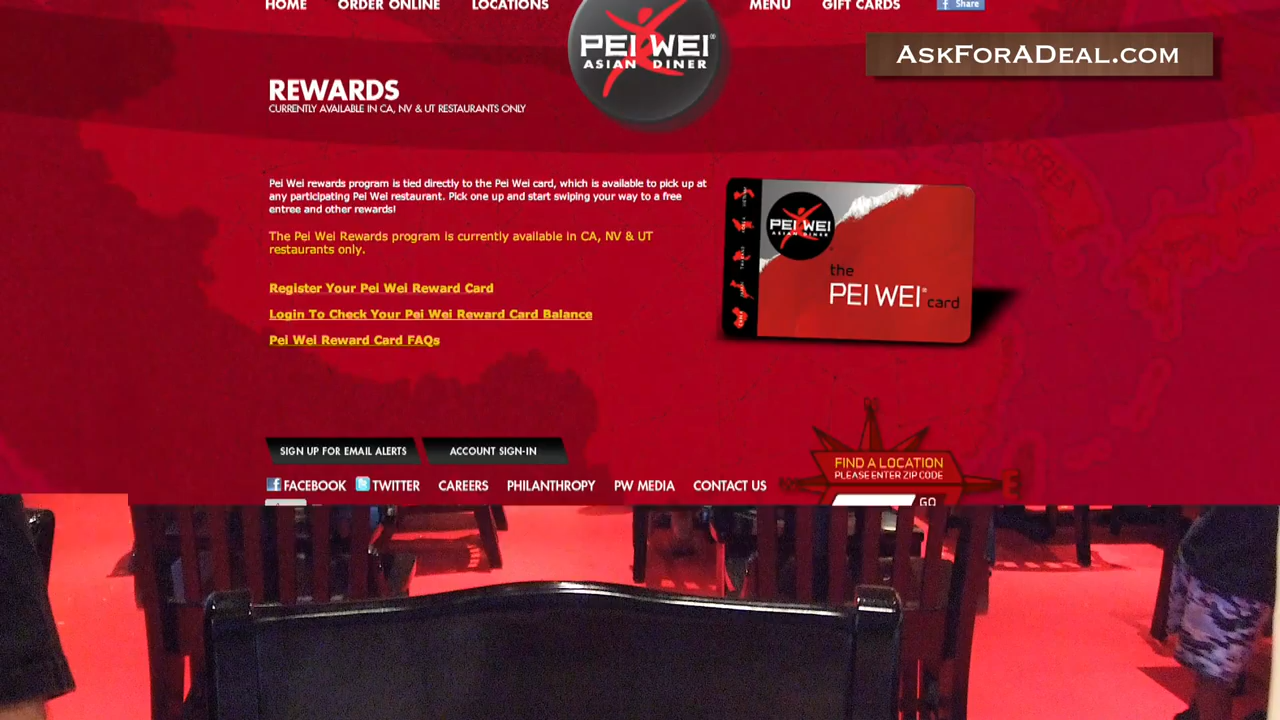 HOME ORDER ONLINE LOCATIONS MENU GIFT CARDS Share
PEI WEI®
ASIAN DINER
AskForADeal.com
REWARDS
CURRENTLY AVAILABLE IN CA, NV & UT RESTAURANTS ONLY
Pei Wei rewards program is tied directly to the Pei Wei card, which is available to pick up at
any participating Pei Wei restaurant. Pick one up and start swiping your way to a free
entree and other rewards!
The Pei Wei Rewards program is currently available in CA, NV & UT
restaurants only.
Register Your Pei Wei Reward Card
Login To Check Your Pei Wei Reward Card Balance
Pei Wei Reward Card FAQs
PEI WEI
ASIAN DINER
the
PEI WEI® card
KOREA
SIGN UP FOR EMAIL ALERTS ACCOUNT SIGN-IN
FIND A LOCATION
PLEASE ENTER ZIP CODE
GO
E
FACEBOOK TWITTER CAREERS PHILANTHROPY PW MEDIA CONTACT US